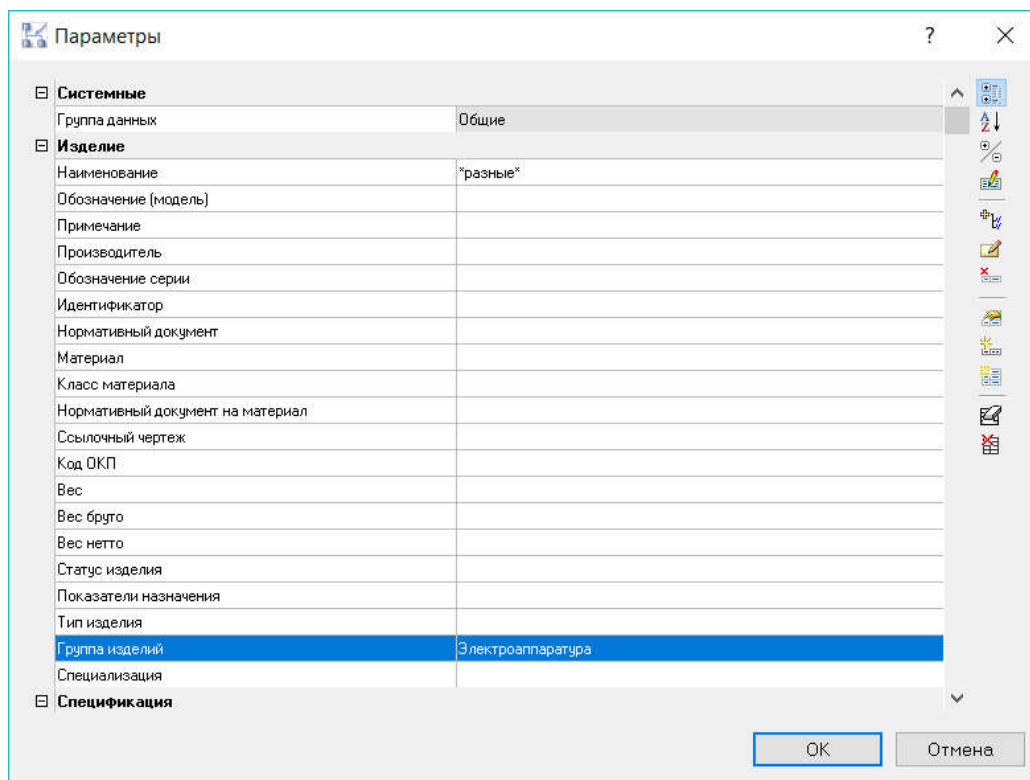 Параметры
?
Системные
Группа данных Общие
Изделие
Наименование *разные*
Обозначение (модель)
Примечание
Производитель
Обозначение серии
Идентификатор
Нормативный документ
Материал
Класс материала
Нормативный документ на материал
Ссылочный чертеж
Код ОКП
Вес
Вес бруто
Вес нетто
Статус изделия
Показатели назначения
Тип изделия
Группа изделий Электроаппаратура
Специализация
Спецификация
OK Отмена